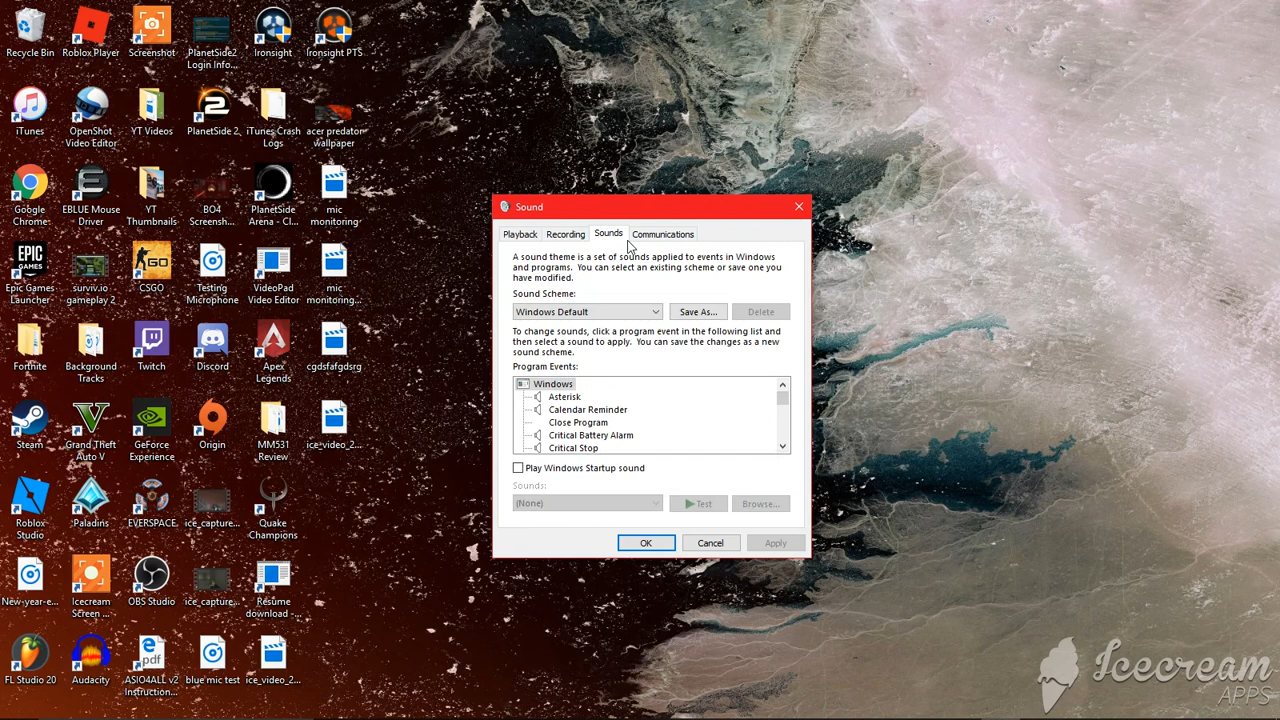 Recycle Bin
Roblox Player
Screenshot
PlanetSide2
Login Info...
Ironsight
Ironsight PTS
iTunes
OpenShot
Video Editor
YT Videos
PlanetSide 2
iTunes Crash
Logs
acer predator
wallpaper
Google
Chrome
EBLUE Mouse
Driver
YT
Thumbnails
BO4
Screensh...
PlanetSide
Arena - Cl...
mic
monitoring
Epic Games
Launcher
surviv.io
gameplay 2
CSGO
Testing
Microphone
VideoPad
Video Editor
mic
monitoring...
Fortnite
Background
Tracks
Twitch
Discord
Apex
Legends
cgdsfafgdsrg
Steam
Grand Theft
Auto V
GeForce
Experience
Origin
MM531
Review
ice_video_2...
Roblox
Studio
Paladins
EVERSPACE
ice_capture...
Quake
Champions
New-year-e...
Icecream
Screen ...
OBS Studio
ice_capture...
Resume
download -...
FL Studio 20
Audacity
ASIO4ALL v2
Instruction...
blue mic test
ice_video_2...
EPIC
GAMES
GO
pdf
Sound
Playback
Recording
Sounds
Communications
A sound theme is a set of sounds applied to events in Windows
and programs. You can select an existing scheme or save one you
have modified.
Sound Scheme:
Windows Default
Save As...
Delete
To change sounds, click a program event in the following list and
then select a sound to apply. You can save the changes as a new
sound scheme.
Program Events:
Windows
Asterisk
Calendar Reminder
Close Program
Critical Battery Alarm
Critical Stop
Play Windows Startup sound
Sounds:
(None)
Test
Browse...
OK
Cancel
Apply
Icecream
APPS